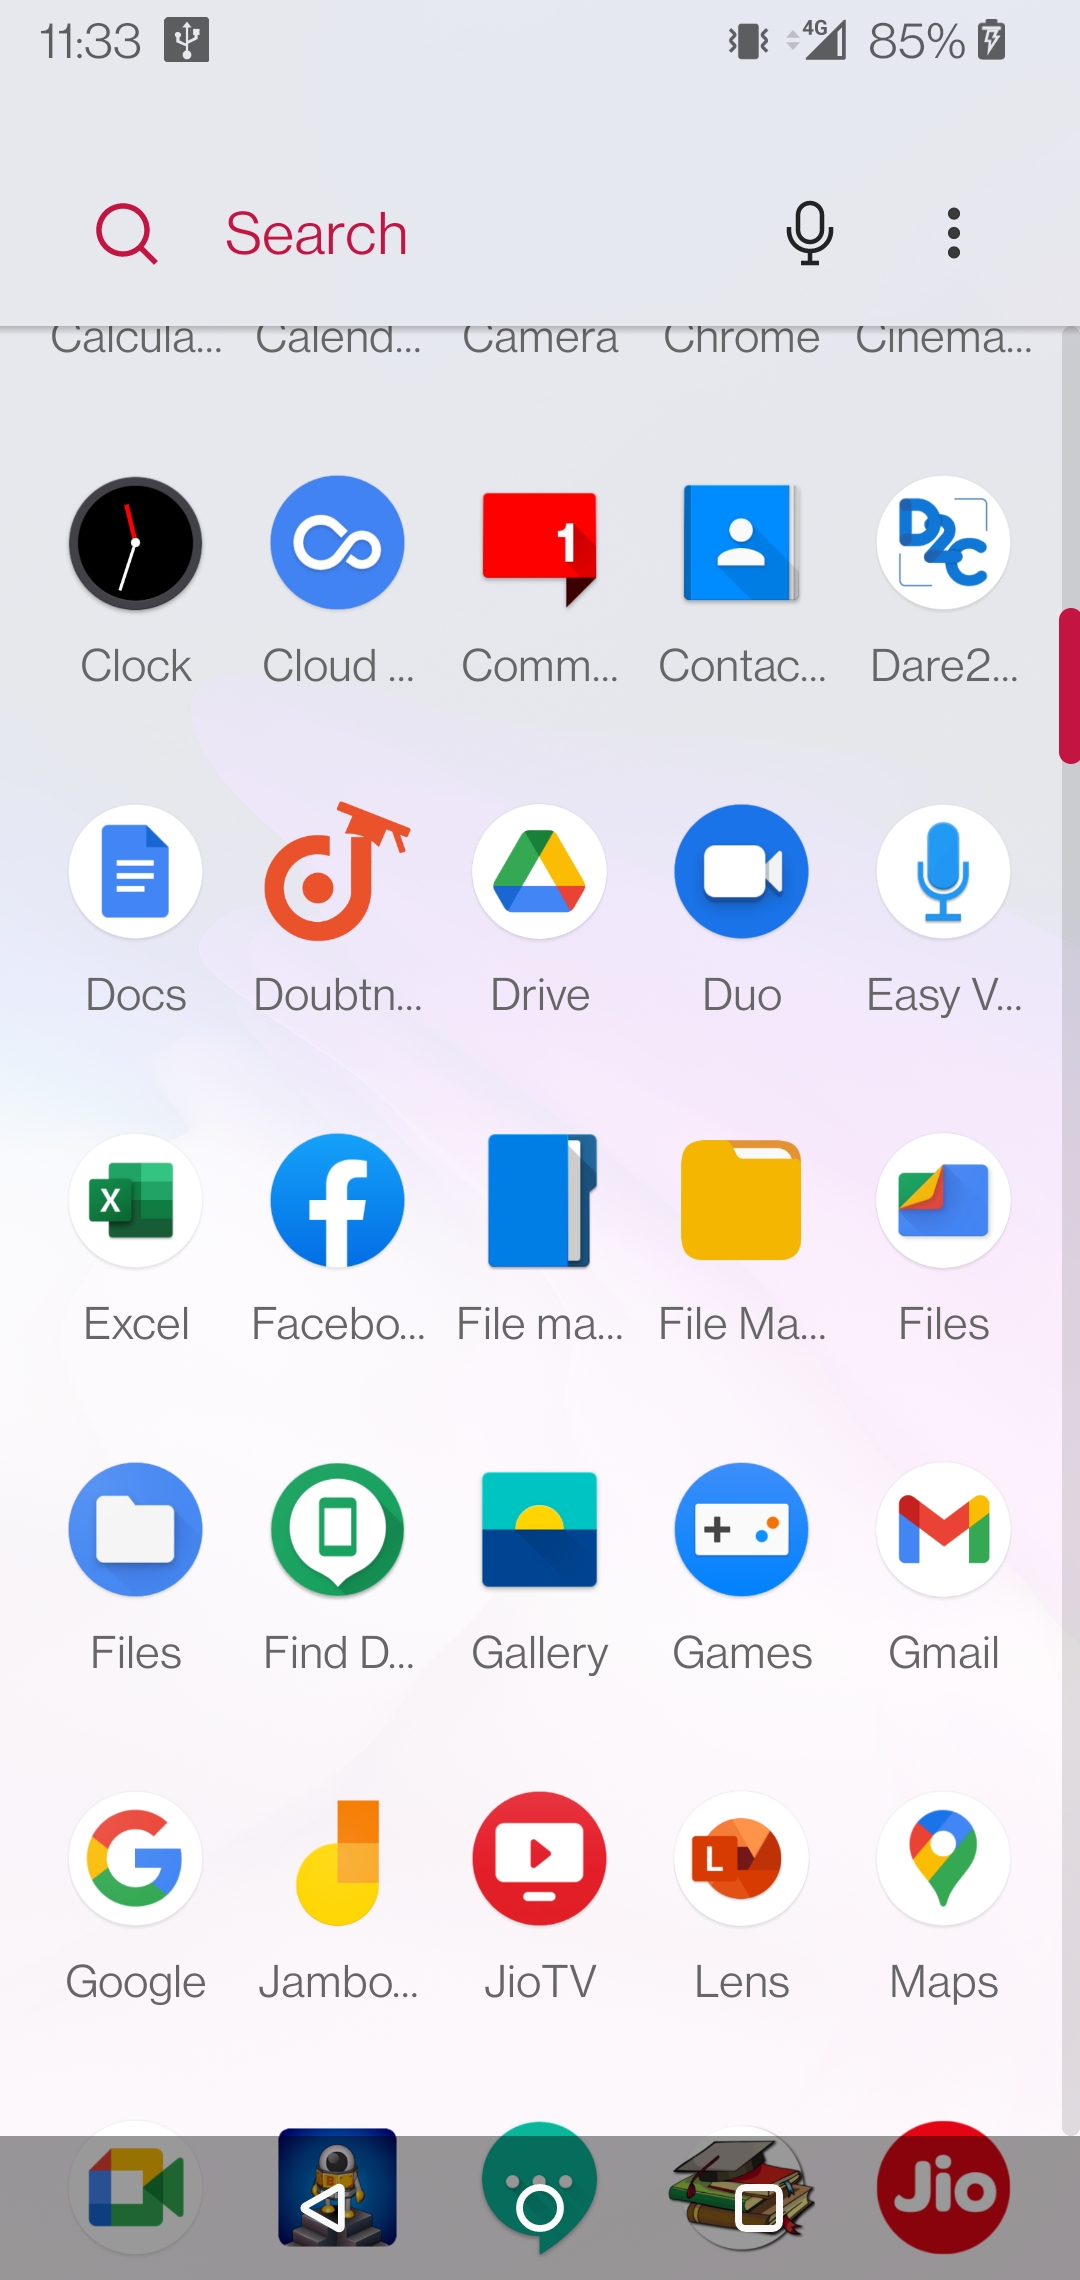 11:33 4G 85%
Search
Calcula... Calend... Camera Chrome Cinema...
1 D2C
Clock Cloud ... Comm... Contac... Dare2...
Docs Doubtn... Drive Duo Easy V...
X
Excel Facebo... File ma... File Ma... Files
Files Find D... Gallery Games Gmail
L
Google Jambo... JioTV Lens Maps
Jio